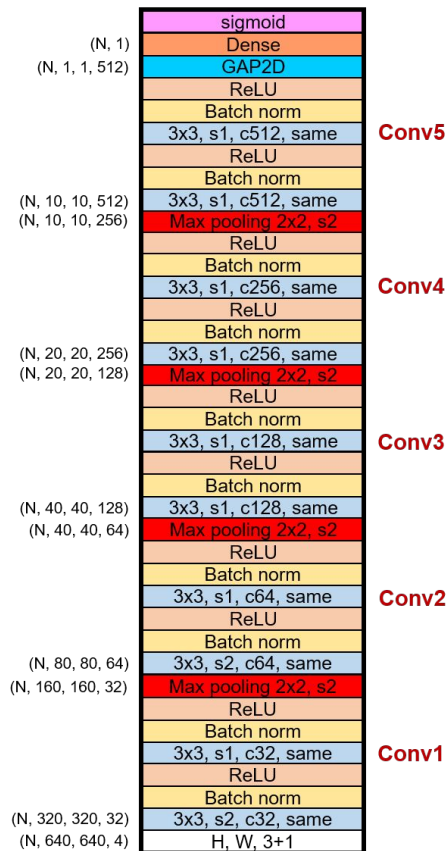 sigmoid
(N, 1) Dense
(N, 1, 1, 512) GAP2D
ReLU
Batch norm
3x3, s1, c512, same Conv5
ReLU
Batch norm
(N, 10, 10, 512) 3x3, s1, c512, same
(N, 10, 10, 256) Max pooling 2x2, s2
ReLU
Batch norm
3x3, s1, c256, same Conv4
ReLU
Batch norm
(N, 20, 20, 256) 3x3, s1, c256, same
(N, 20, 20, 128) Max pooling 2x2, s2
ReLU
Batch norm
3x3, s1, c128, same Conv3
ReLU
Batch norm
(N, 40, 40, 128) 3x3, s1, c128, same
(N, 40, 40, 64) Max pooling 2x2, s2
ReLU
Batch norm
3x3, s1, c64, same Conv2
ReLU
Batch norm
(N, 80, 80, 64) 3x3, s2, c64, same
(N, 160, 160, 32) Max pooling 2x2, s2
ReLU
Batch norm
3x3, s1, c32, same Conv1
ReLU
Batch norm
(N, 320, 320, 32) 3x3, s2, c32, same
(N, 640, 640, 4) H, W, 3+1